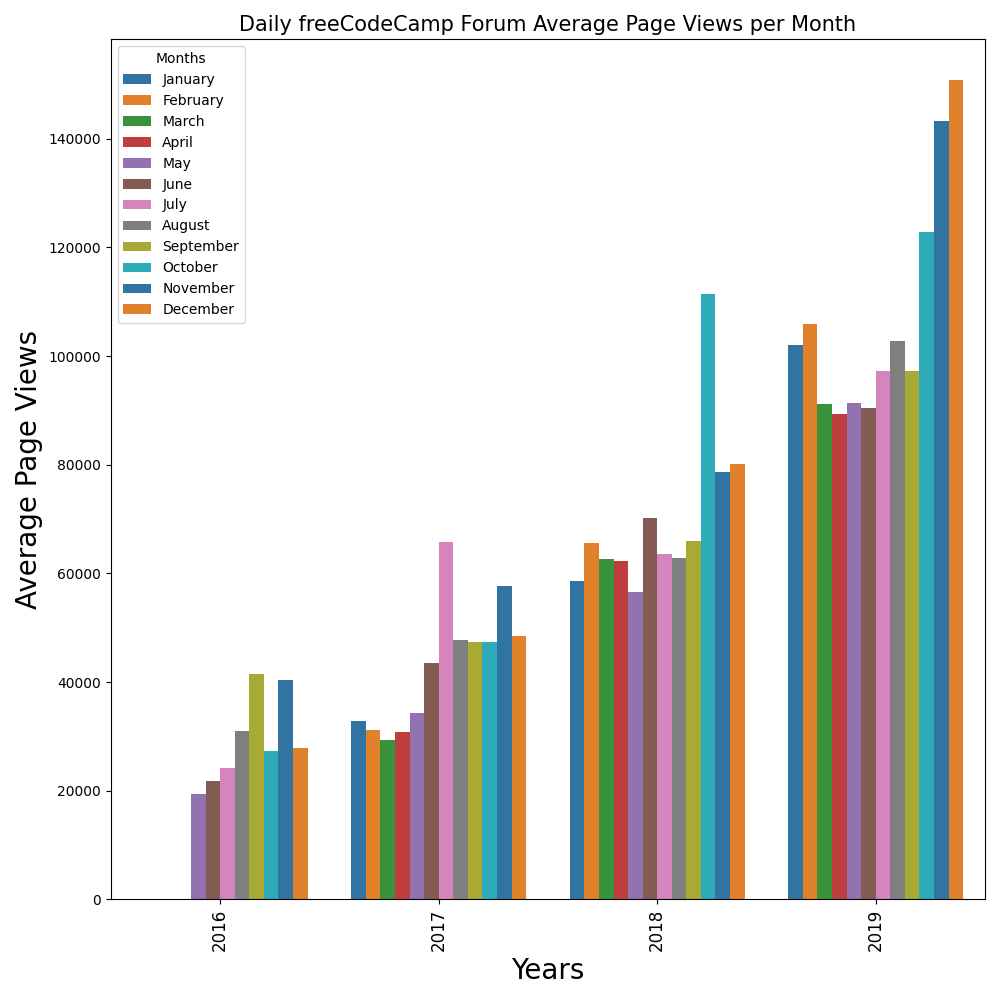 Daily freeCodeCamp Forum Average Page Views per Month
Months
January
February
March
April
May
June
July
August
September
October
November
December
Average Page Views
140000
120000
100000
80000
60000
40000
20000
0
2016
2017
2018
2019
Years